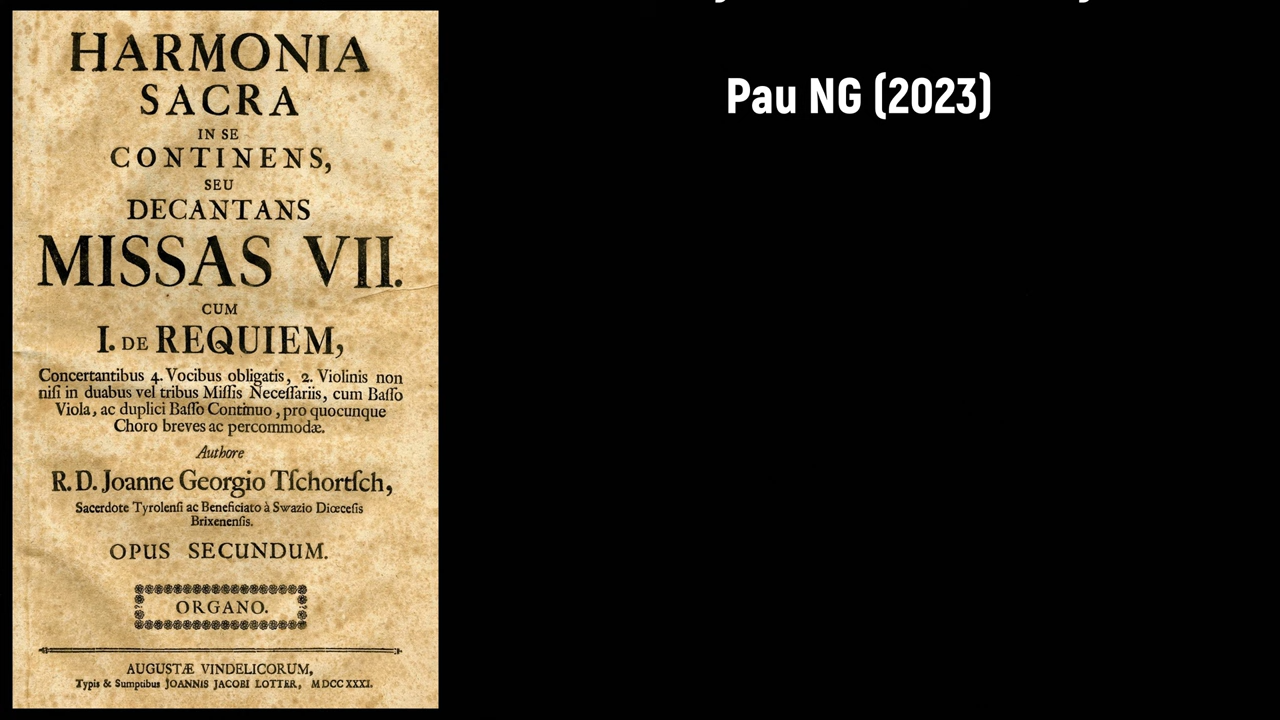 HARMONIA
SACRA
IN SE
CONTINENS,
SEU
DECANTANS
MISSAS VII.
CUM
I. DE REQUIEM,
Concertantibus 4. Vocibus obligatis, 2. Violinis non
niſi in duabus vel tribus Miſſis Neceſſariis, cum Baſſo
Viola, ac duplici Baſſo Continuo, pro quocunque
Choro breves ac percommodæ.
Authore
R. D. Joanne Georgio Tſchortſch,
Sacerdote Tyrolenſi ac Beneficiato à Swazio Diœceſis
Brixenenſis.
OPUS SECUNDUM.
ORGANO.
AUGUSTÆ VINDELICORUM,
Typis & Sumptibus JOANNIS JACOBI LOTTER, MDCCXXXI.
Pau NG (2023)